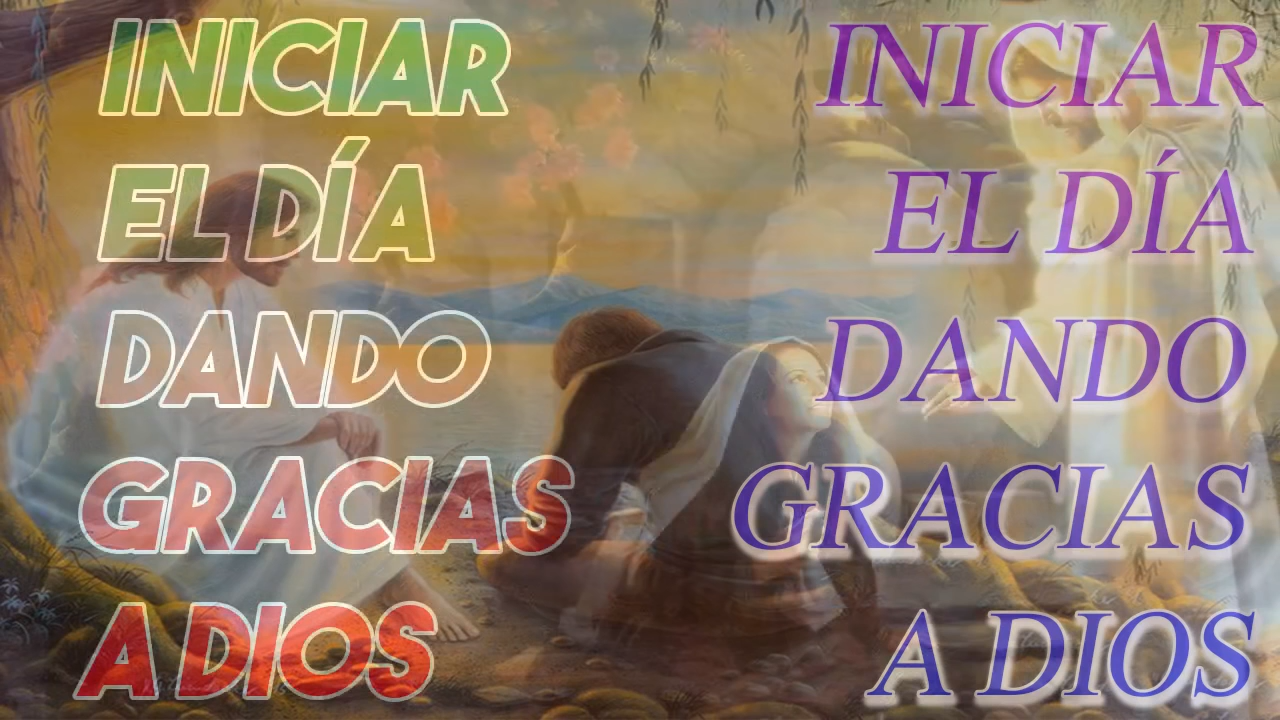 INICIAR
EL DÍA
DANDO
GRACIAS
A DIOS
INICIAR
EL DÍA
DANDO
GRACIAS
A DIOS